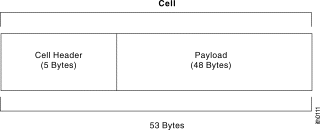 Cell
Cell Header
(5 Bytes)
Payload
(48 Bytes)
53 Bytes